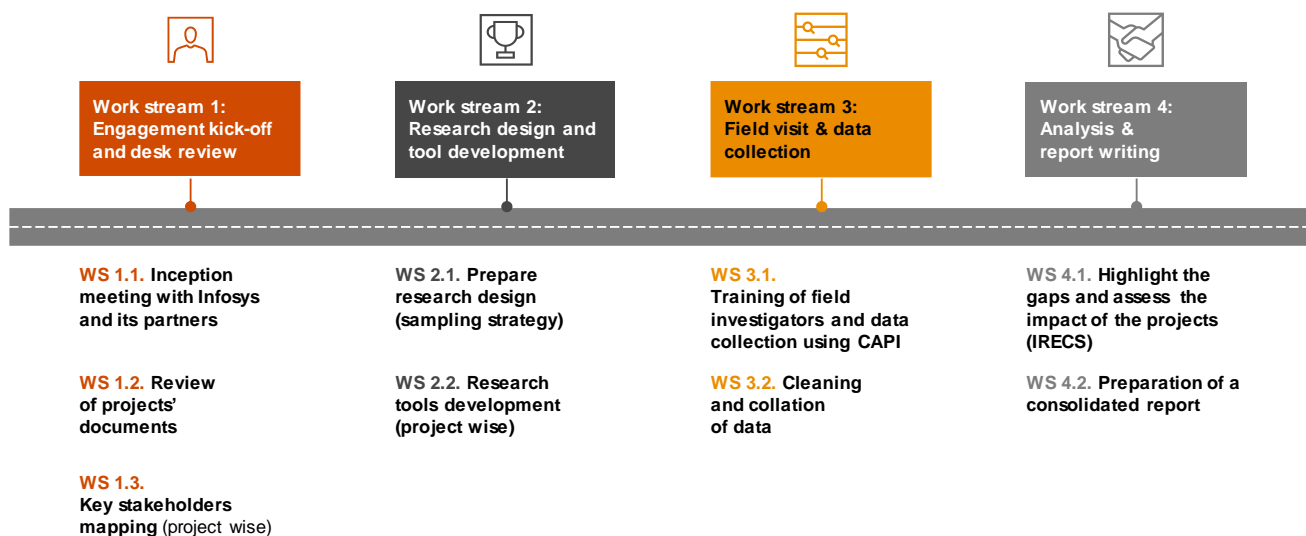 Work stream 1:
Engagement kick-off
and desk review
Work stream 2:
Research design and
tool development
Work stream 3:
Field visit & data
collection
Work stream 4:
Analysis &
report writing
WS 1.1. Inception
meeting with Infosys
and its partners
WS 1.2. Review
of projects’
documents
WS 1.3.
Key stakeholders
mapping (project wise)
WS 2.1. Prepare
research design
(sampling strategy)
WS 2.2. Research
tools development
(project wise)
WS 3.1.
Training of field
investigators and data
collection using CAPI
WS 3.2. Cleaning
and collation
of data
WS 4.1. Highlight the
gaps and assess the
impact of the projects
(IRECS)
WS 4.2. Preparation of a
consolidated report